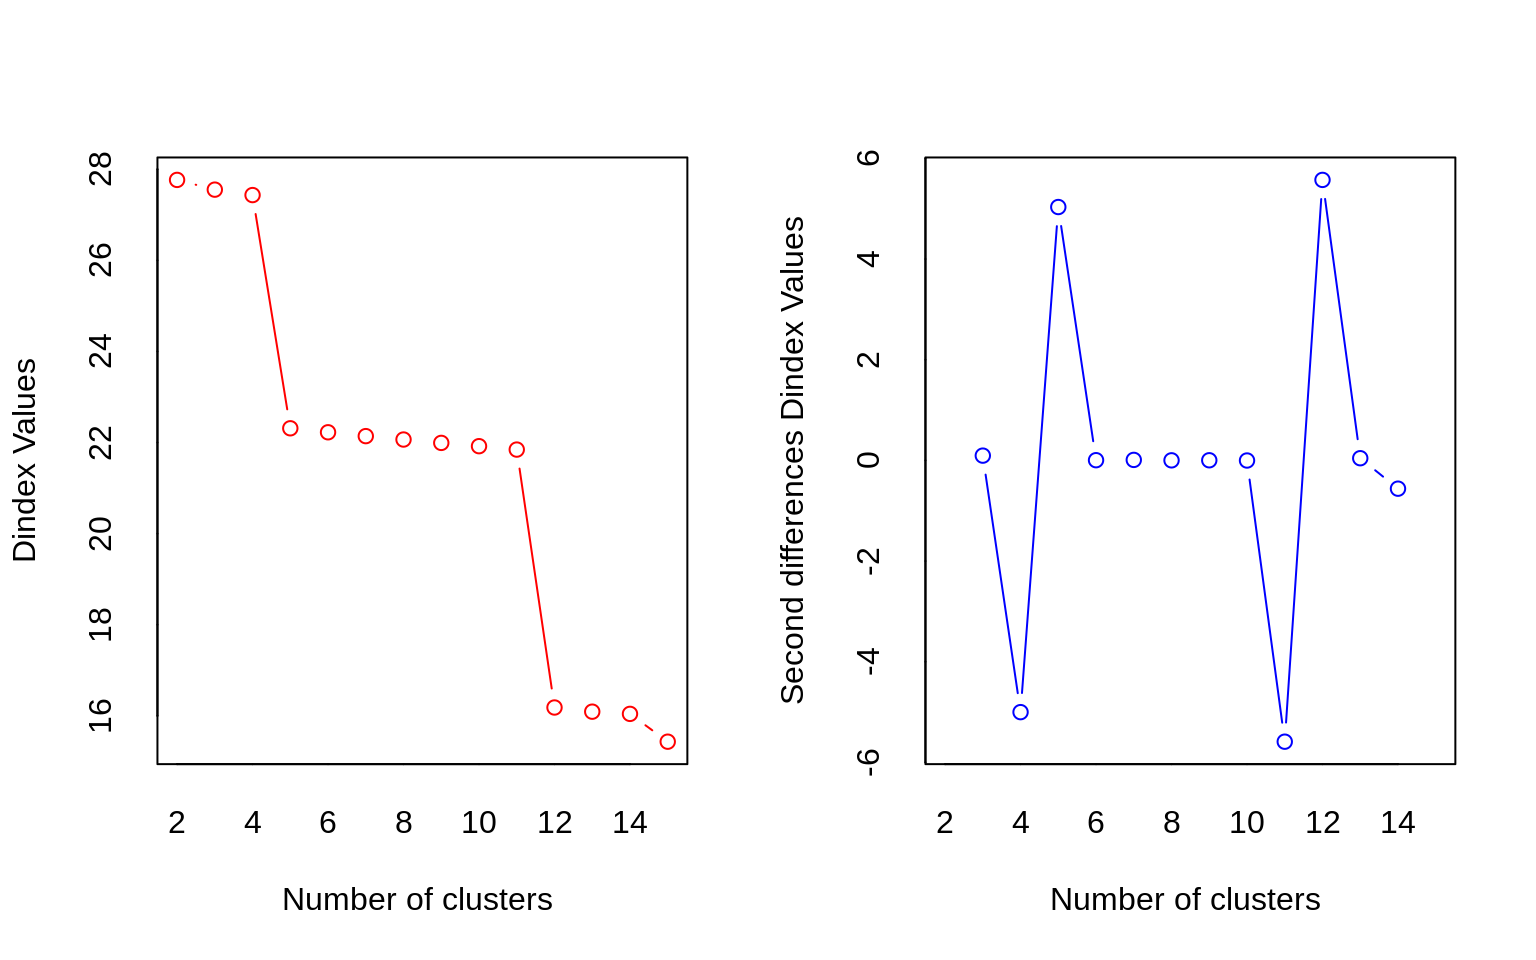 Dindex Values
28
26
24
22
20
18
16
2 4 6 8 10 12 14
Number of clusters
Second differences Dindex Values
6
4
2
0
-2
-4
-6
2 4 6 8 10 12 14
Number of clusters